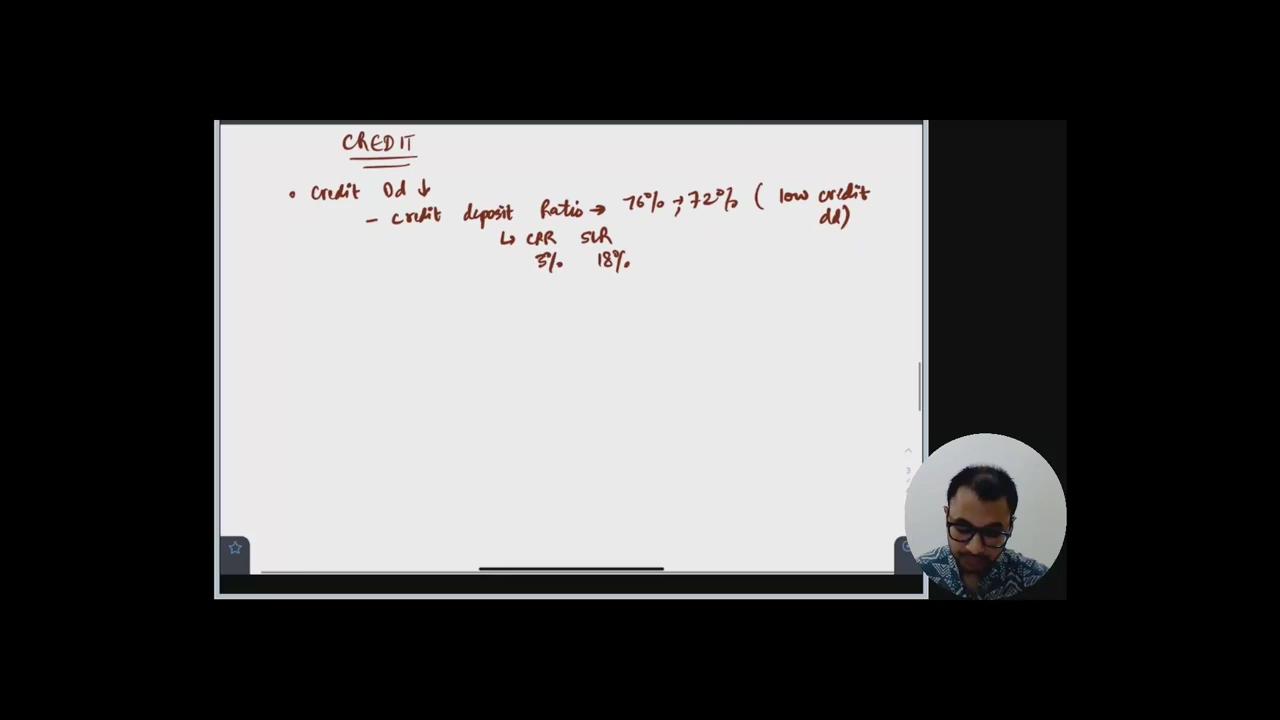 CREDIT
• Credit Dd ↓
– credit deposit Ratio → 76% → 72% ( low credit
dd)
↳ CRR SLR
3% 18%